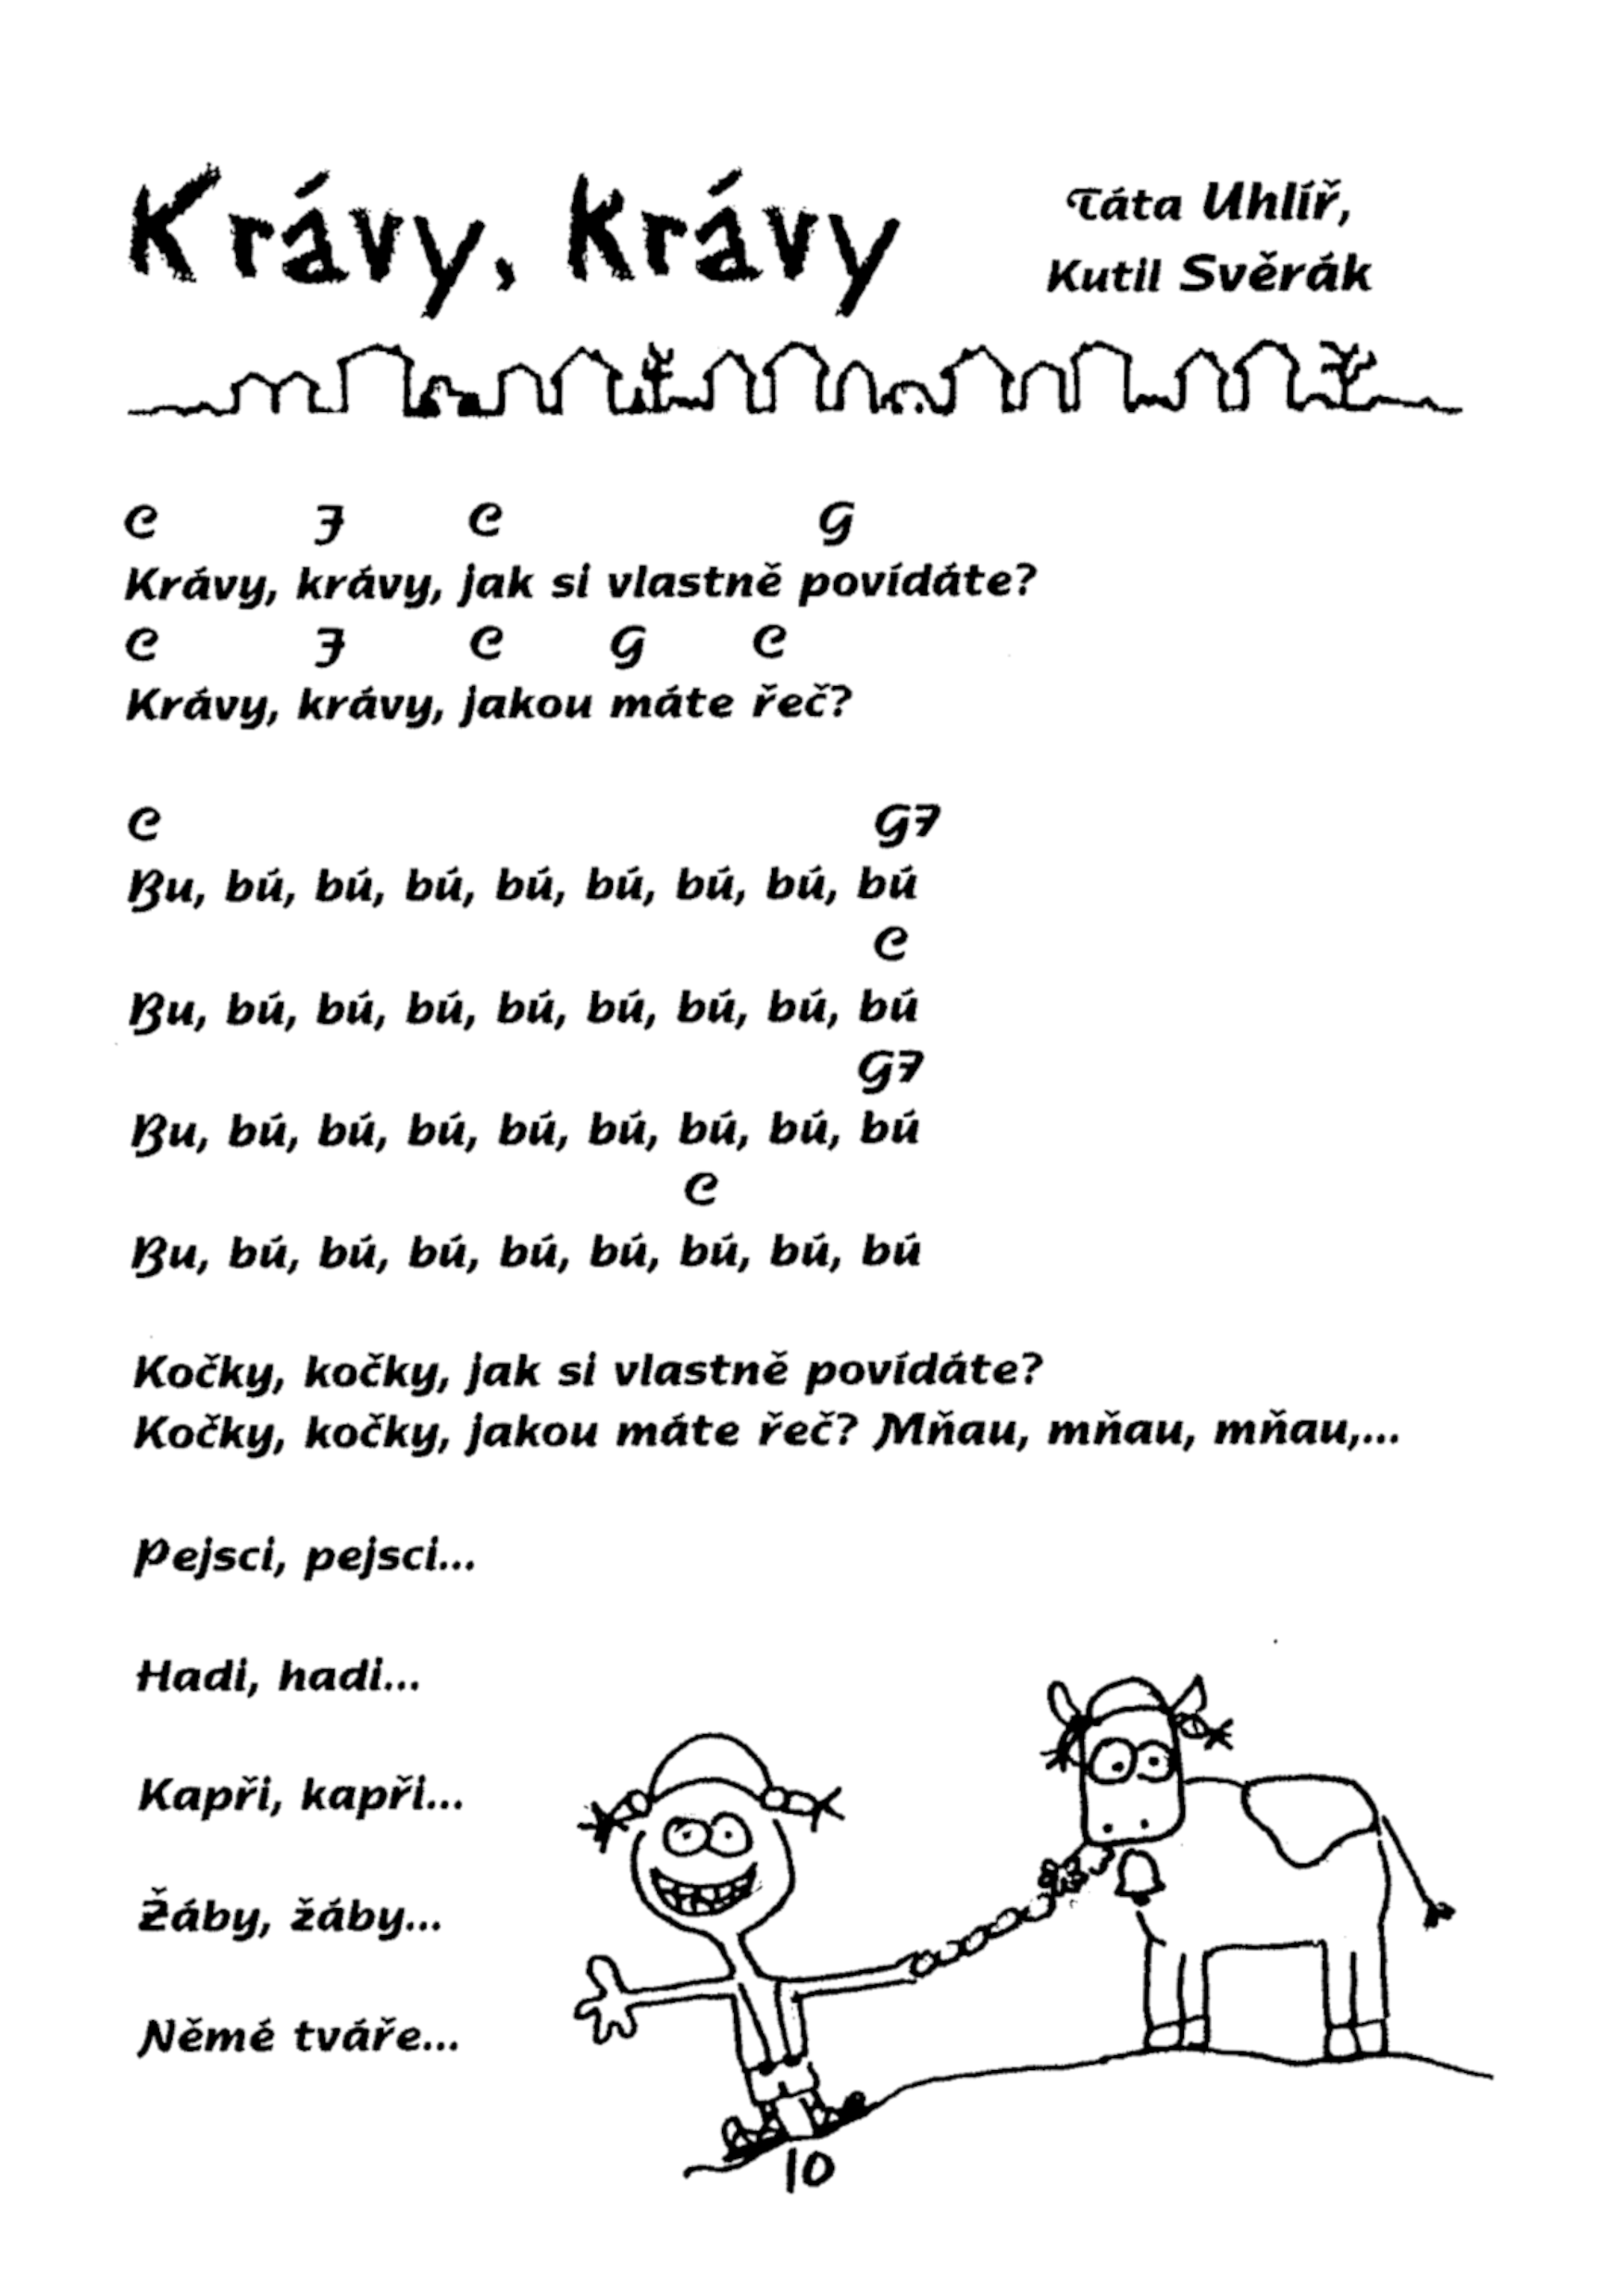 Krávy, krávy
Táta Uhlíř,
Kutil Svěrák
C F C G
Krávy, krávy, jak si vlastně povídáte?
C F C G C
Krávy, krávy, jakou máte řeč?
C G7
Bu, bú, bú, bú, bú, bú, bú, bú, bú
C
Bu, bú, bú, bú, bú, bú, bú, bú, bú
G7
Bu, bú, bú, bú, bú, bú, bú, bú, bú
C
Bu, bú, bú, bú, bú, bú, bú, bú, bú
Kočky, kočky, jak si vlastně povídáte?
Kočky, kočky, jakou máte řeč? Mňau, mňau, mňau,...
Pejsci, pejsci...
Hadi, hadi...
Kapři, kapři...
Žáby, žáby...
Němé tváře...
10